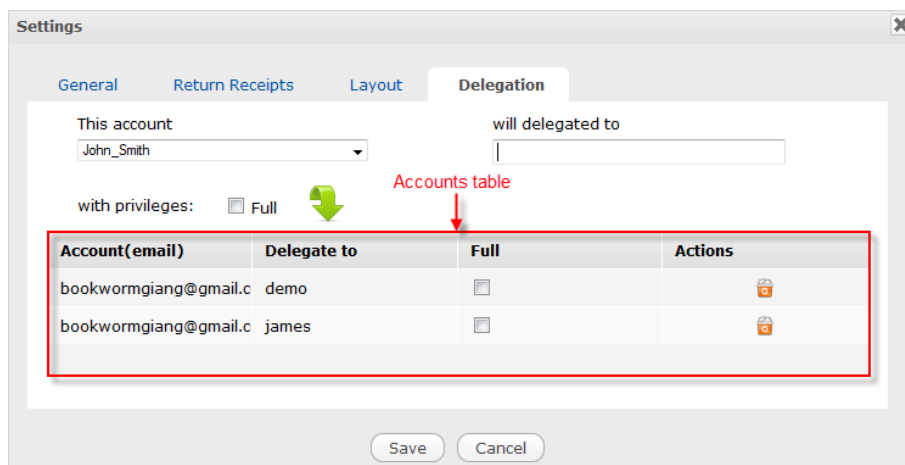 Settings
General Return Receipts Layout Delegation
This account will delegated to
John_Smith
Accounts table
with privileges: Full
Account(email) Delegate to Full Actions
bookwormgiang@gmail.c demo
bookwormgiang@gmail.c james
Save Cancel